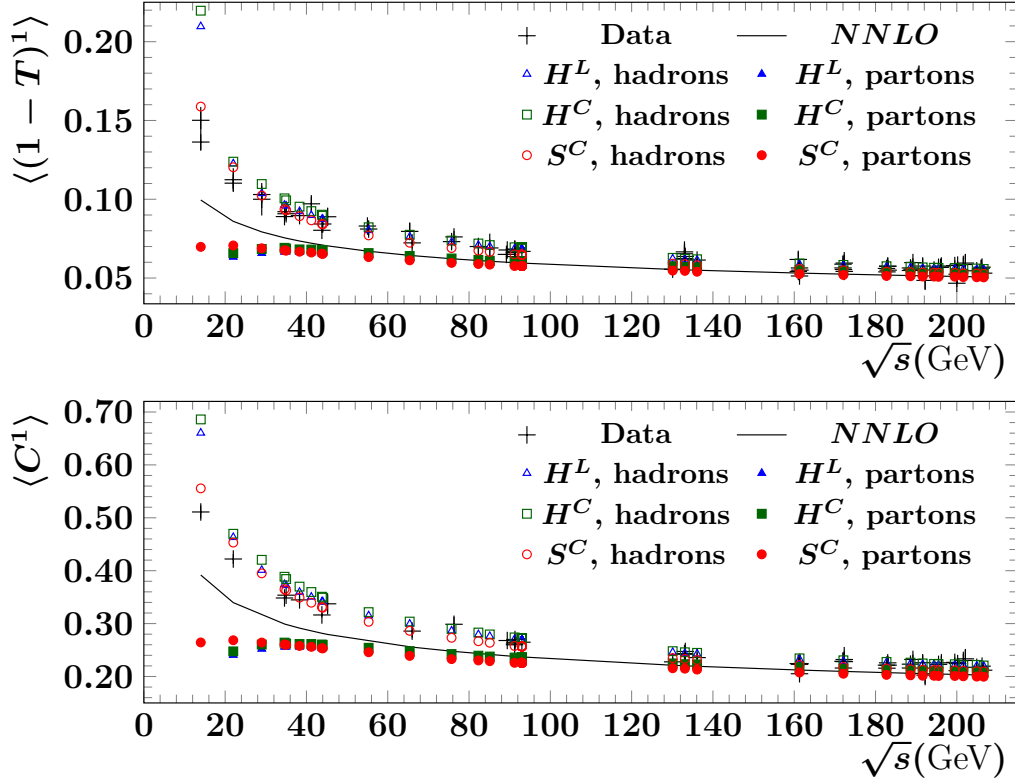 ⟨(1 − T)¹⟩
0.20
0.15
0.10
0.05
Data NNLO
H^L, hadrons H^L, partons
H^C, hadrons H^C, partons
S^C, hadrons S^C, partons
0 20 40 60 80 100 120 140 160 180 200
√s(GeV)
⟨C¹⟩
0.70
0.60
0.50
0.40
0.30
0.20
Data NNLO
H^L, hadrons H^L, partons
H^C, hadrons H^C, partons
S^C, hadrons S^C, partons
0 20 40 60 80 100 120 140 160 180 200
√s(GeV)